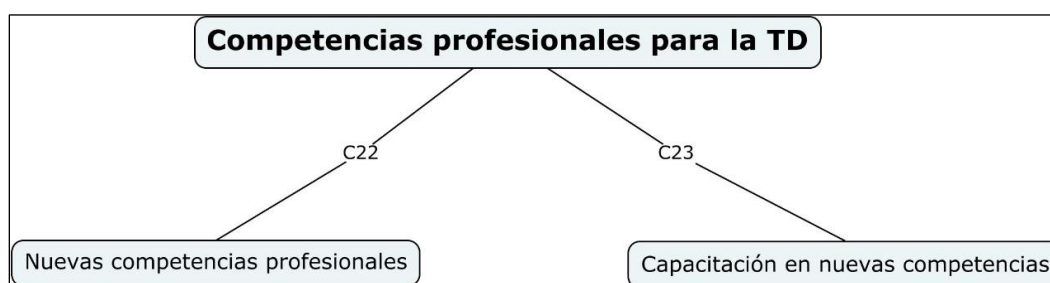 Competencias profesionales para la TD
C22
C23
Nuevas competencias profesionales
Capacitación en nuevas competencias